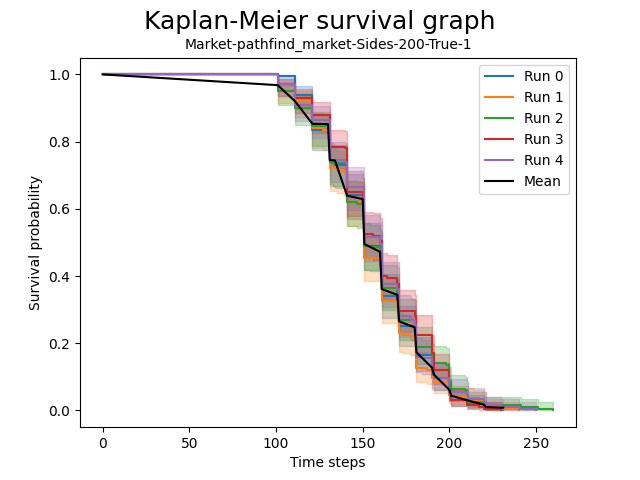 Kaplan-Meier survival graph
Market-pathfind_market-Sides-200-True-1
Survival probability
1.0
0.8
0.6
0.4
0.2
0.0
Run 0
Run 1
Run 2
Run 3
Run 4
Mean
0 50 100 150 200 250
Time steps